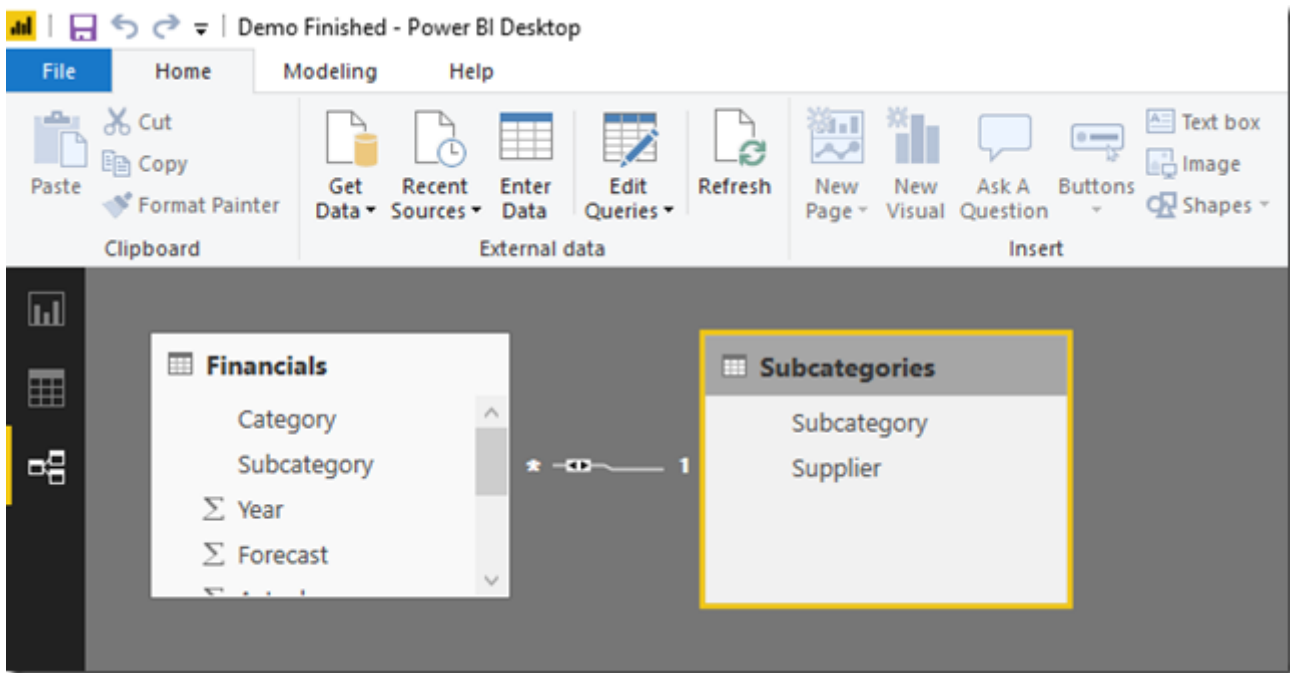 Demo Finished - Power BI Desktop
File Home Modeling Help
Paste
Cut
Copy
Format Painter
Clipboard
Get Data
Recent Sources
Enter Data
Edit Queries
Refresh
External data
New Page
New Visual
Ask A Question
Buttons
Text box
Image
Shapes
Insert
Financials
Category
Subcategory
Σ Year
Σ Forecast
* 1
Subcategories
Subcategory
Supplier